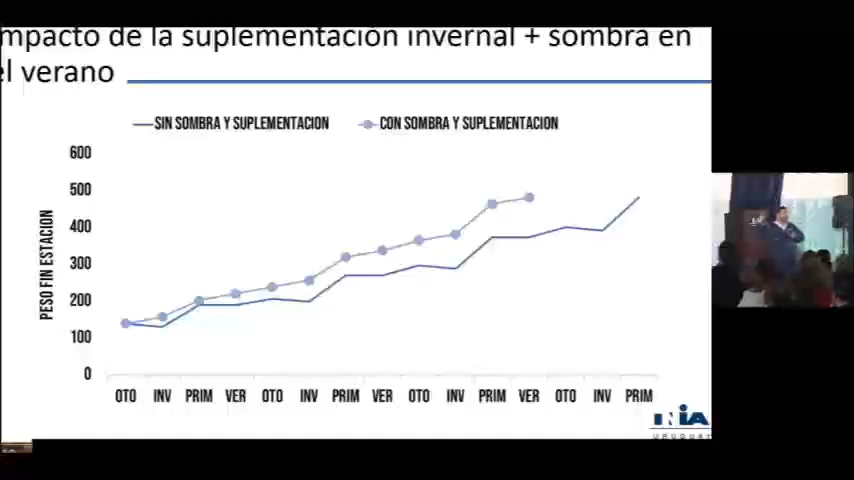 mpacto de la suplementación invernal + sombra en
el verano
SIN SOMBRA Y SUPLEMENTACION
CON SOMBRA Y SUPLEMENTACION
600
500
400
300
200
100
0
PESO FIN ESTACION
OTO INV PRIM VER OTO INV PRIM VER OTO INV PRIM VER OTO INV PRIM
INIA
URUGUAY